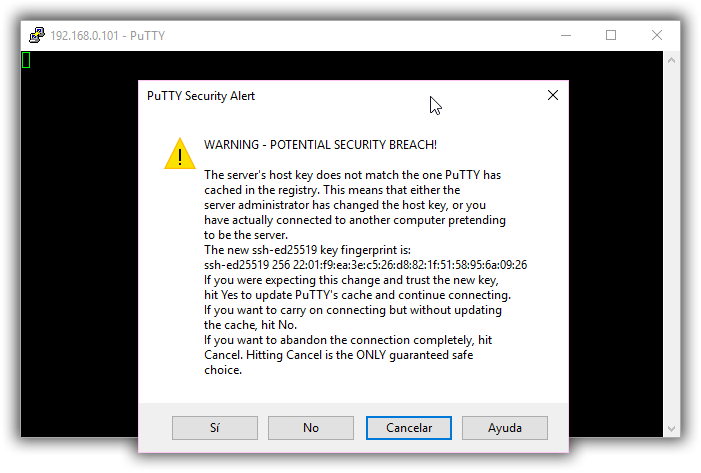 192.168.0.101 - PuTTY
PuTTY Security Alert
WARNING - POTENTIAL SECURITY BREACH!
The server's host key does not match the one PuTTY has
cached in the registry. This means that either the
server administrator has changed the host key, or you
have actually connected to another computer pretending
to be the server.
The new ssh-ed25519 key fingerprint is:
ssh-ed25519 256 22:01:f9:ea:3e:c5:26:d8:82:1f:51:58:95:6a:09:26
If you were expecting this change and trust the new key,
hit Yes to update PuTTY's cache and continue connecting.
If you want to carry on connecting but without updating
the cache, hit No.
If you want to abandon the connection completely, hit
Cancel. Hitting Cancel is the ONLY guaranteed safe
choice.
Sí
No
Cancelar
Ayuda